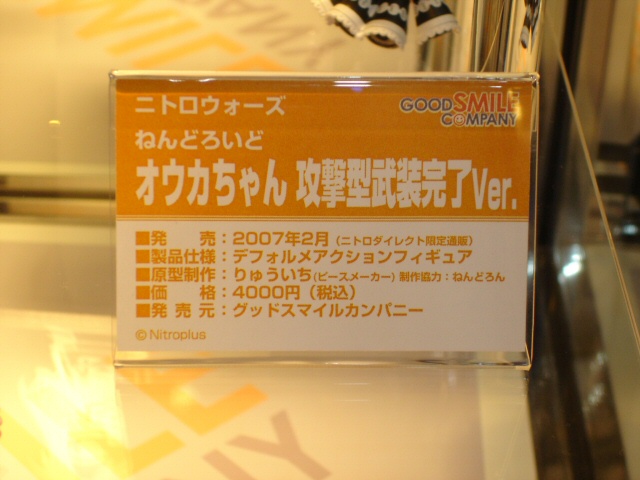 ニトロウォーズ
GOODSMILE
COMPANY
ねんどろいど
オウカちゃん 攻撃型武装完了Ver.
■発　　売：2007年2月（ニトロダイレクト限定通販）
■製品仕様：デフォルメアクションフィギュア
■原型制作：りゅういち(ピースメーカー) 制作協力：ねんどろん
■価　　格：4000円（税込）
■発 売 元：グッドスマイルカンパニー
©Nitroplus